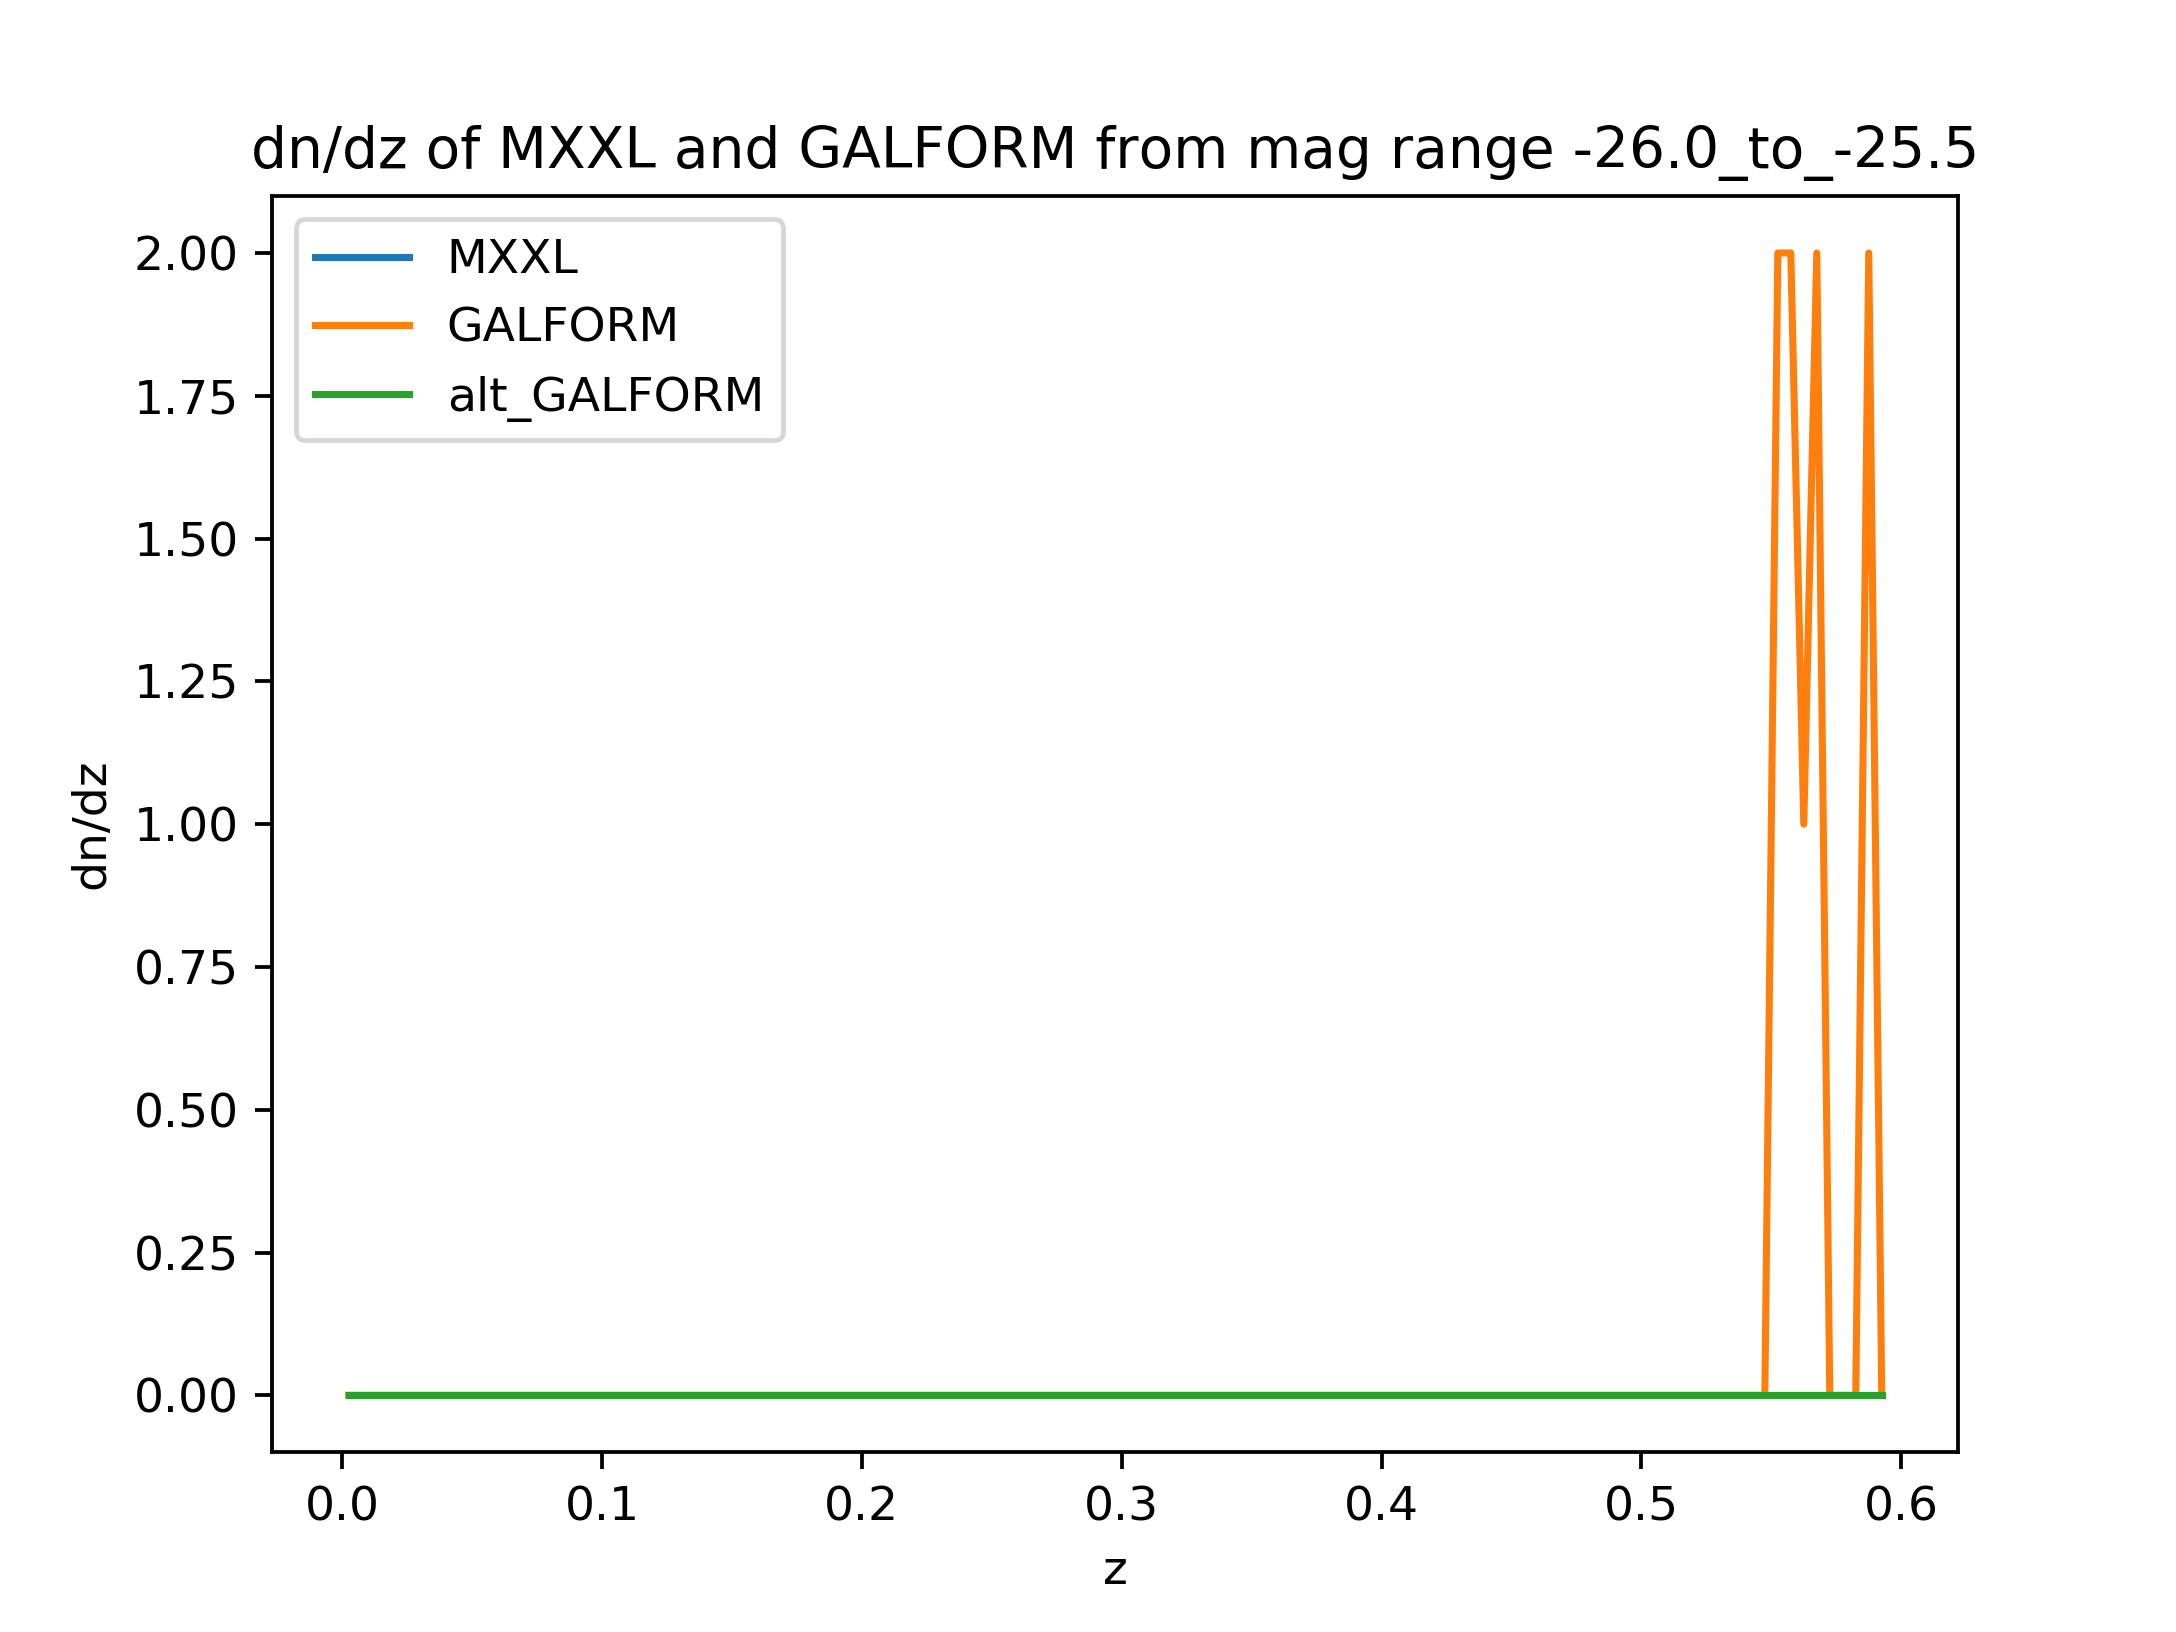 dn/dz of MXXL and GALFORM from mag range -26.0_to_-25.5
MXXL
GALFORM
alt_GALFORM
2.00
1.75
1.50
1.25
1.00
0.75
0.50
0.25
0.00
dn/dz
0.0 0.1 0.2 0.3 0.4 0.5 0.6
z